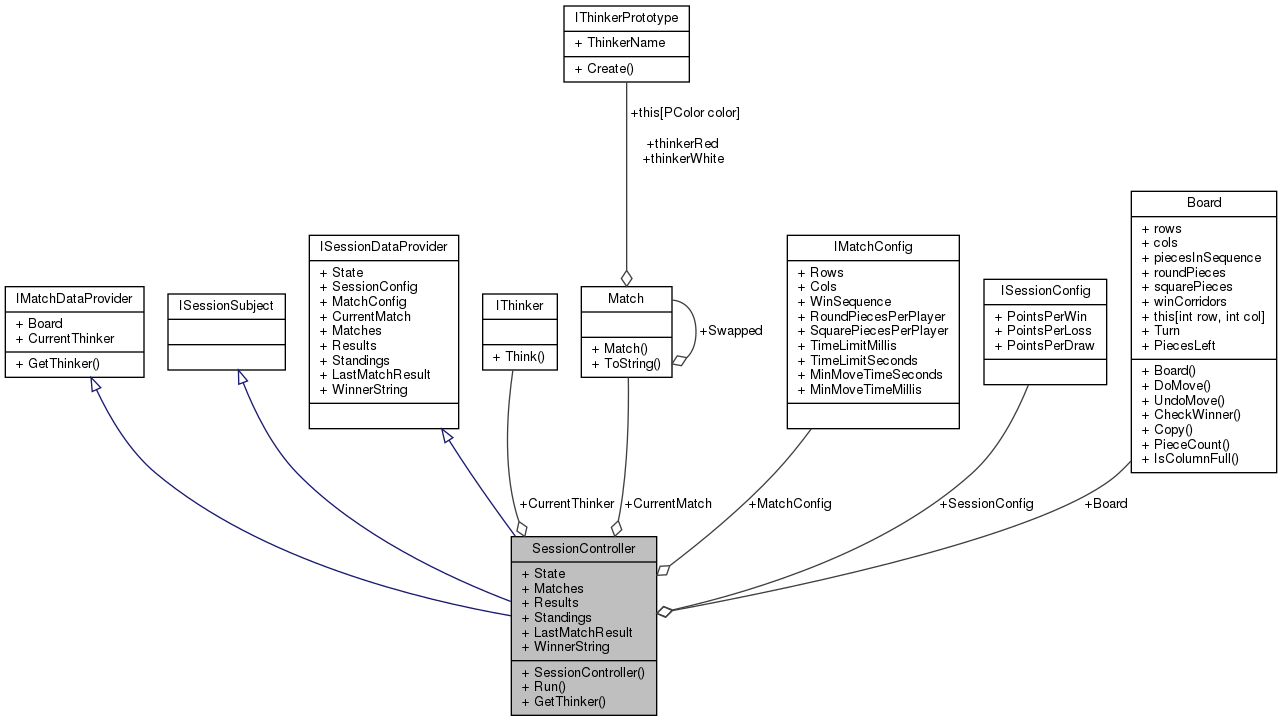 IThinkerPrototype
+ ThinkerName
+ Create()
+this[PColor color]
+thinkerRed
+thinkerWhite
IMatchDataProvider
+ Board
+ CurrentThinker
+ GetThinker()
ISessionSubject
ISessionDataProvider
+ State
+ SessionConfig
+ MatchConfig
+ CurrentMatch
+ Matches
+ Results
+ Standings
+ LastMatchResult
+ WinnerString
IThinker
+ Think()
Match
+ Match()
+ ToString()
+Swapped
IMatchConfig
+ Rows
+ Cols
+ WinSequence
+ RoundPiecesPerPlayer
+ SquarePiecesPerPlayer
+ TimeLimitMillis
+ TimeLimitSeconds
+ MinMoveTimeSeconds
+ MinMoveTimeMillis
ISessionConfig
+ PointsPerWin
+ PointsPerLoss
+ PointsPerDraw
Board
+ rows
+ cols
+ piecesInSequence
+ roundPieces
+ squarePieces
+ winCorridors
+ this[int row, int col]
+ Turn
+ PiecesLeft
+ Board()
+ DoMove()
+ UndoMove()
+ CheckWinner()
+ Copy()
+ PieceCount()
+ IsColumnFull()
+CurrentThinker
+CurrentMatch
+MatchConfig
+SessionConfig
+Board
SessionController
+ State
+ Matches
+ Results
+ Standings
+ LastMatchResult
+ WinnerString
+ SessionController()
+ Run()
+ GetThinker()